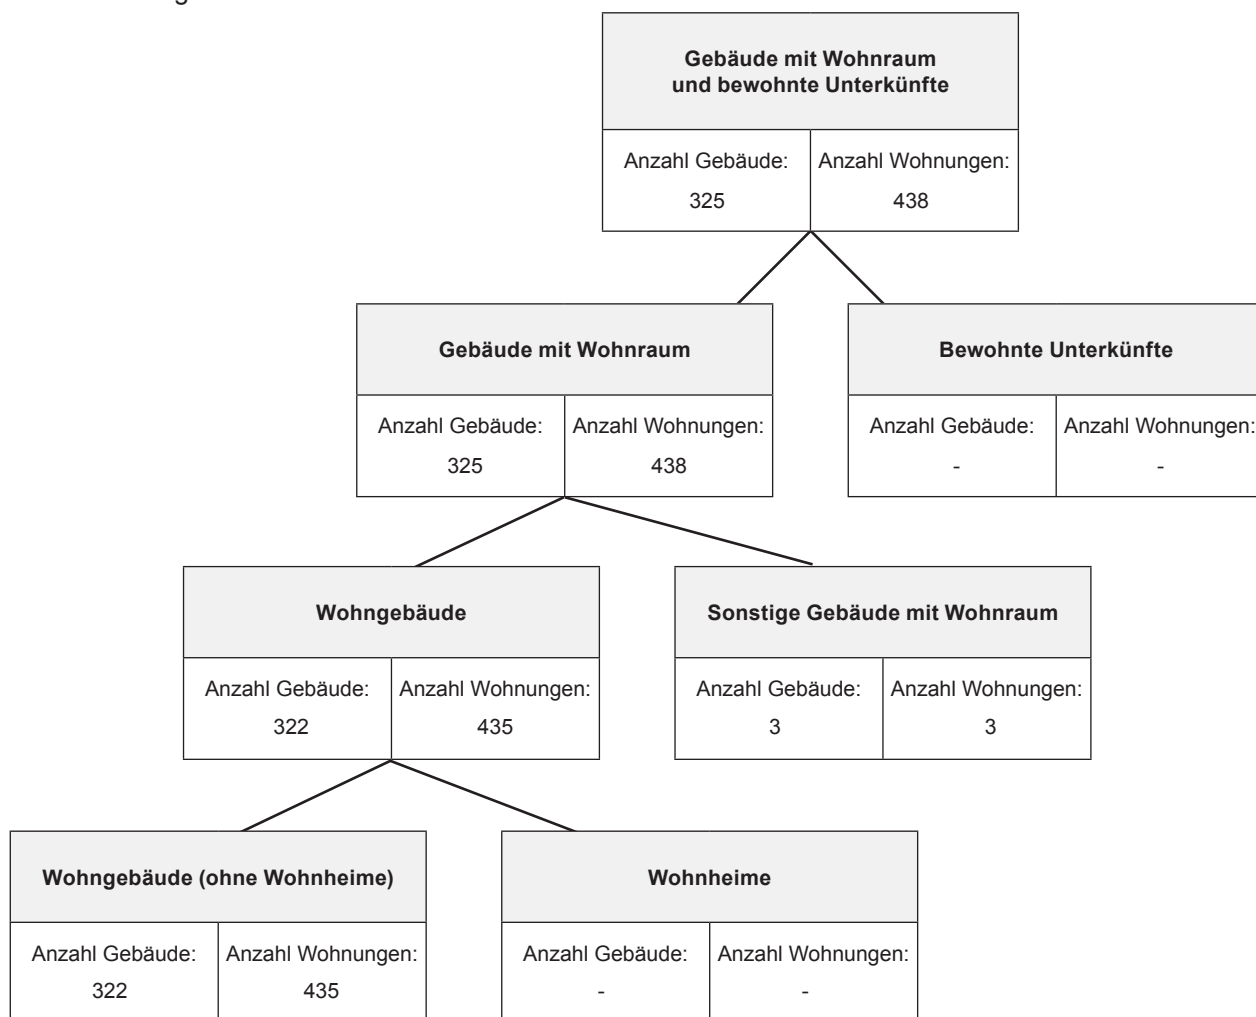 Gebäude mit Wohnraum
und bewohnte Unterkünfte
Anzahl Gebäude:
325
Anzahl Wohnungen:
438
Gebäude mit Wohnraum
Anzahl Gebäude:
325
Anzahl Wohnungen:
438
Bewohnte Unterkünfte
Anzahl Gebäude:
-
Anzahl Wohnungen:
-
Wohngebäude
Anzahl Gebäude:
322
Anzahl Wohnungen:
435
Sonstige Gebäude mit Wohnraum
Anzahl Gebäude:
3
Anzahl Wohnungen:
3
Wohngebäude (ohne Wohnheime)
Anzahl Gebäude:
322
Anzahl Wohnungen:
435
Wohnheime
Anzahl Gebäude:
-
Anzahl Wohnungen:
-